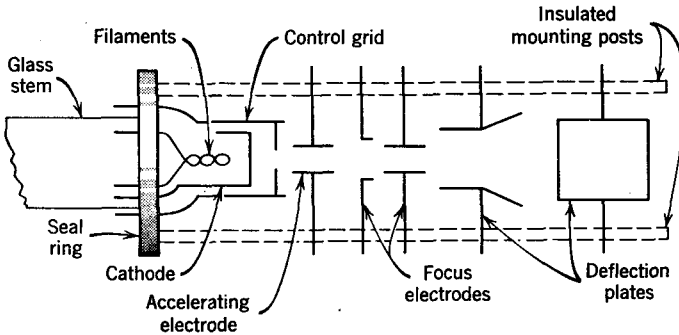 Filaments
Control grid
Insulated
mounting posts
Glass
stem
Seal
ring
Cathode
Accelerating
electrode
Focus
electrodes
Deflection
plates